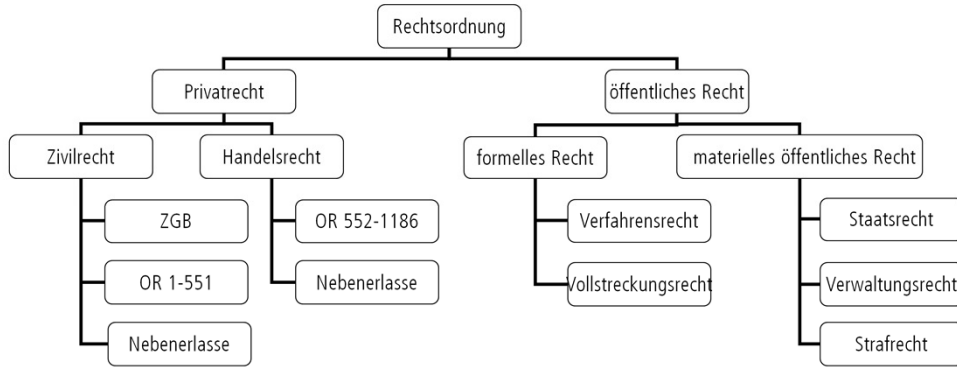 Rechtsordnung
Privatrecht
öffentliches Recht
Zivilrecht
Handelsrecht
formelles Recht
materielles öffentliches Recht
ZGB
OR 552-1186
Verfahrensrecht
Staatsrecht
OR 1-551
Nebenerlasse
Vollstreckungsrecht
Verwaltungsrecht
Nebenerlasse
Strafrecht